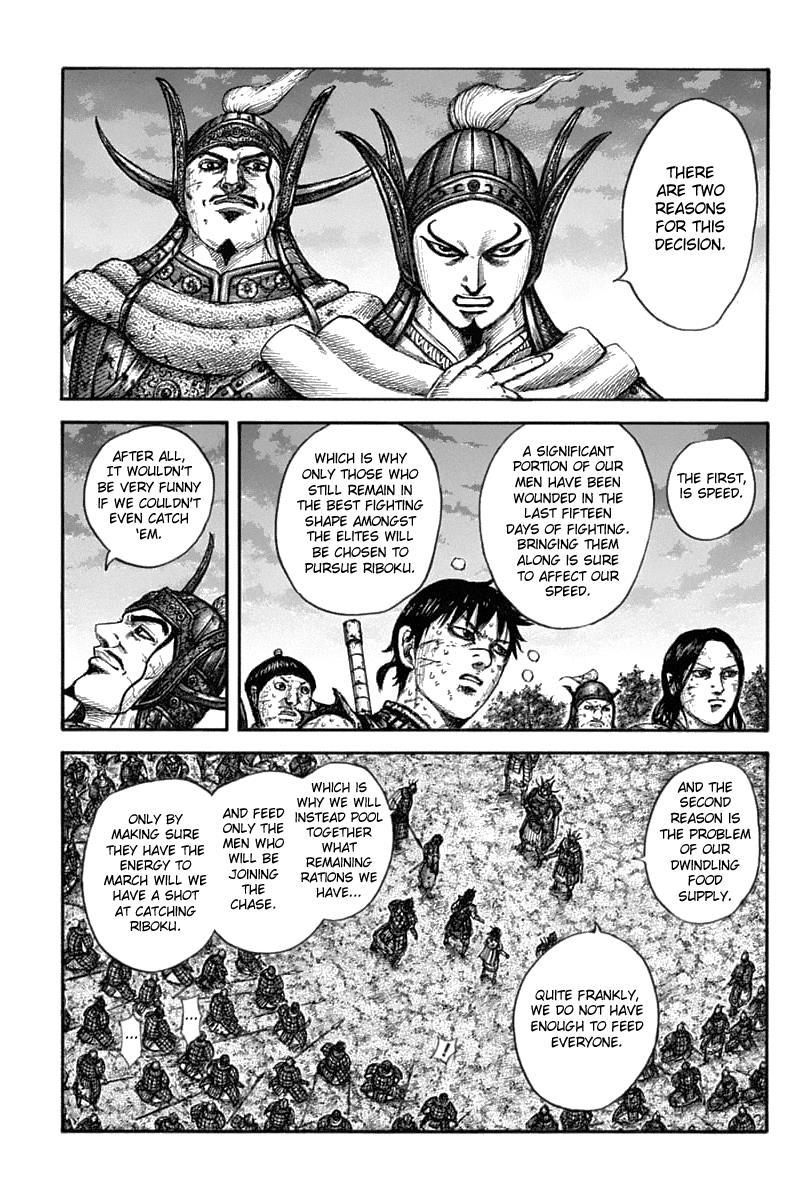 THERE
ARE TWO
REASONS
FOR THIS
DECISION.
THE FIRST,
IS SPEED.
A SIGNIFICANT
PORTION OF OUR
MEN HAVE BEEN
WOUNDED IN THE
LAST FIFTEEN
DAYS OF FIGHTING.
BRINGING THEM
ALONG IS SURE
TO AFFECT OUR
SPEED.
WHICH IS WHY
ONLY THOSE WHO
STILL REMAIN IN
THE BEST FIGHTING
SHAPE AMONGST
THE ELITES WILL
BE CHOSEN TO
PURSUE RIBOKU.
AFTER ALL,
IT WOULDN'T
BE VERY FUNNY
IF WE COULDN'T
EVEN CATCH
'EM.
AND THE
SECOND
REASON IS
THE PROBLEM
OF OUR
DWINDLING
FOOD
SUPPLY.
QUITE FRANKLY,
WE DO NOT HAVE
ENOUGH TO FEED
EVERYONE.
!
WHICH IS
WHY WE WILL
INSTEAD POOL
TOGETHER
WHAT
REMAINING
RATIONS WE
HAVE...
AND FEED
ONLY THE
MEN WHO
WILL BE
JOINING
THE
CHASE.
ONLY BY
MAKING SURE
THEY HAVE THE
ENERGY TO
MARCH WILL WE
HAVE A SHOT
AT CATCHING
RIBOKU.
...
...